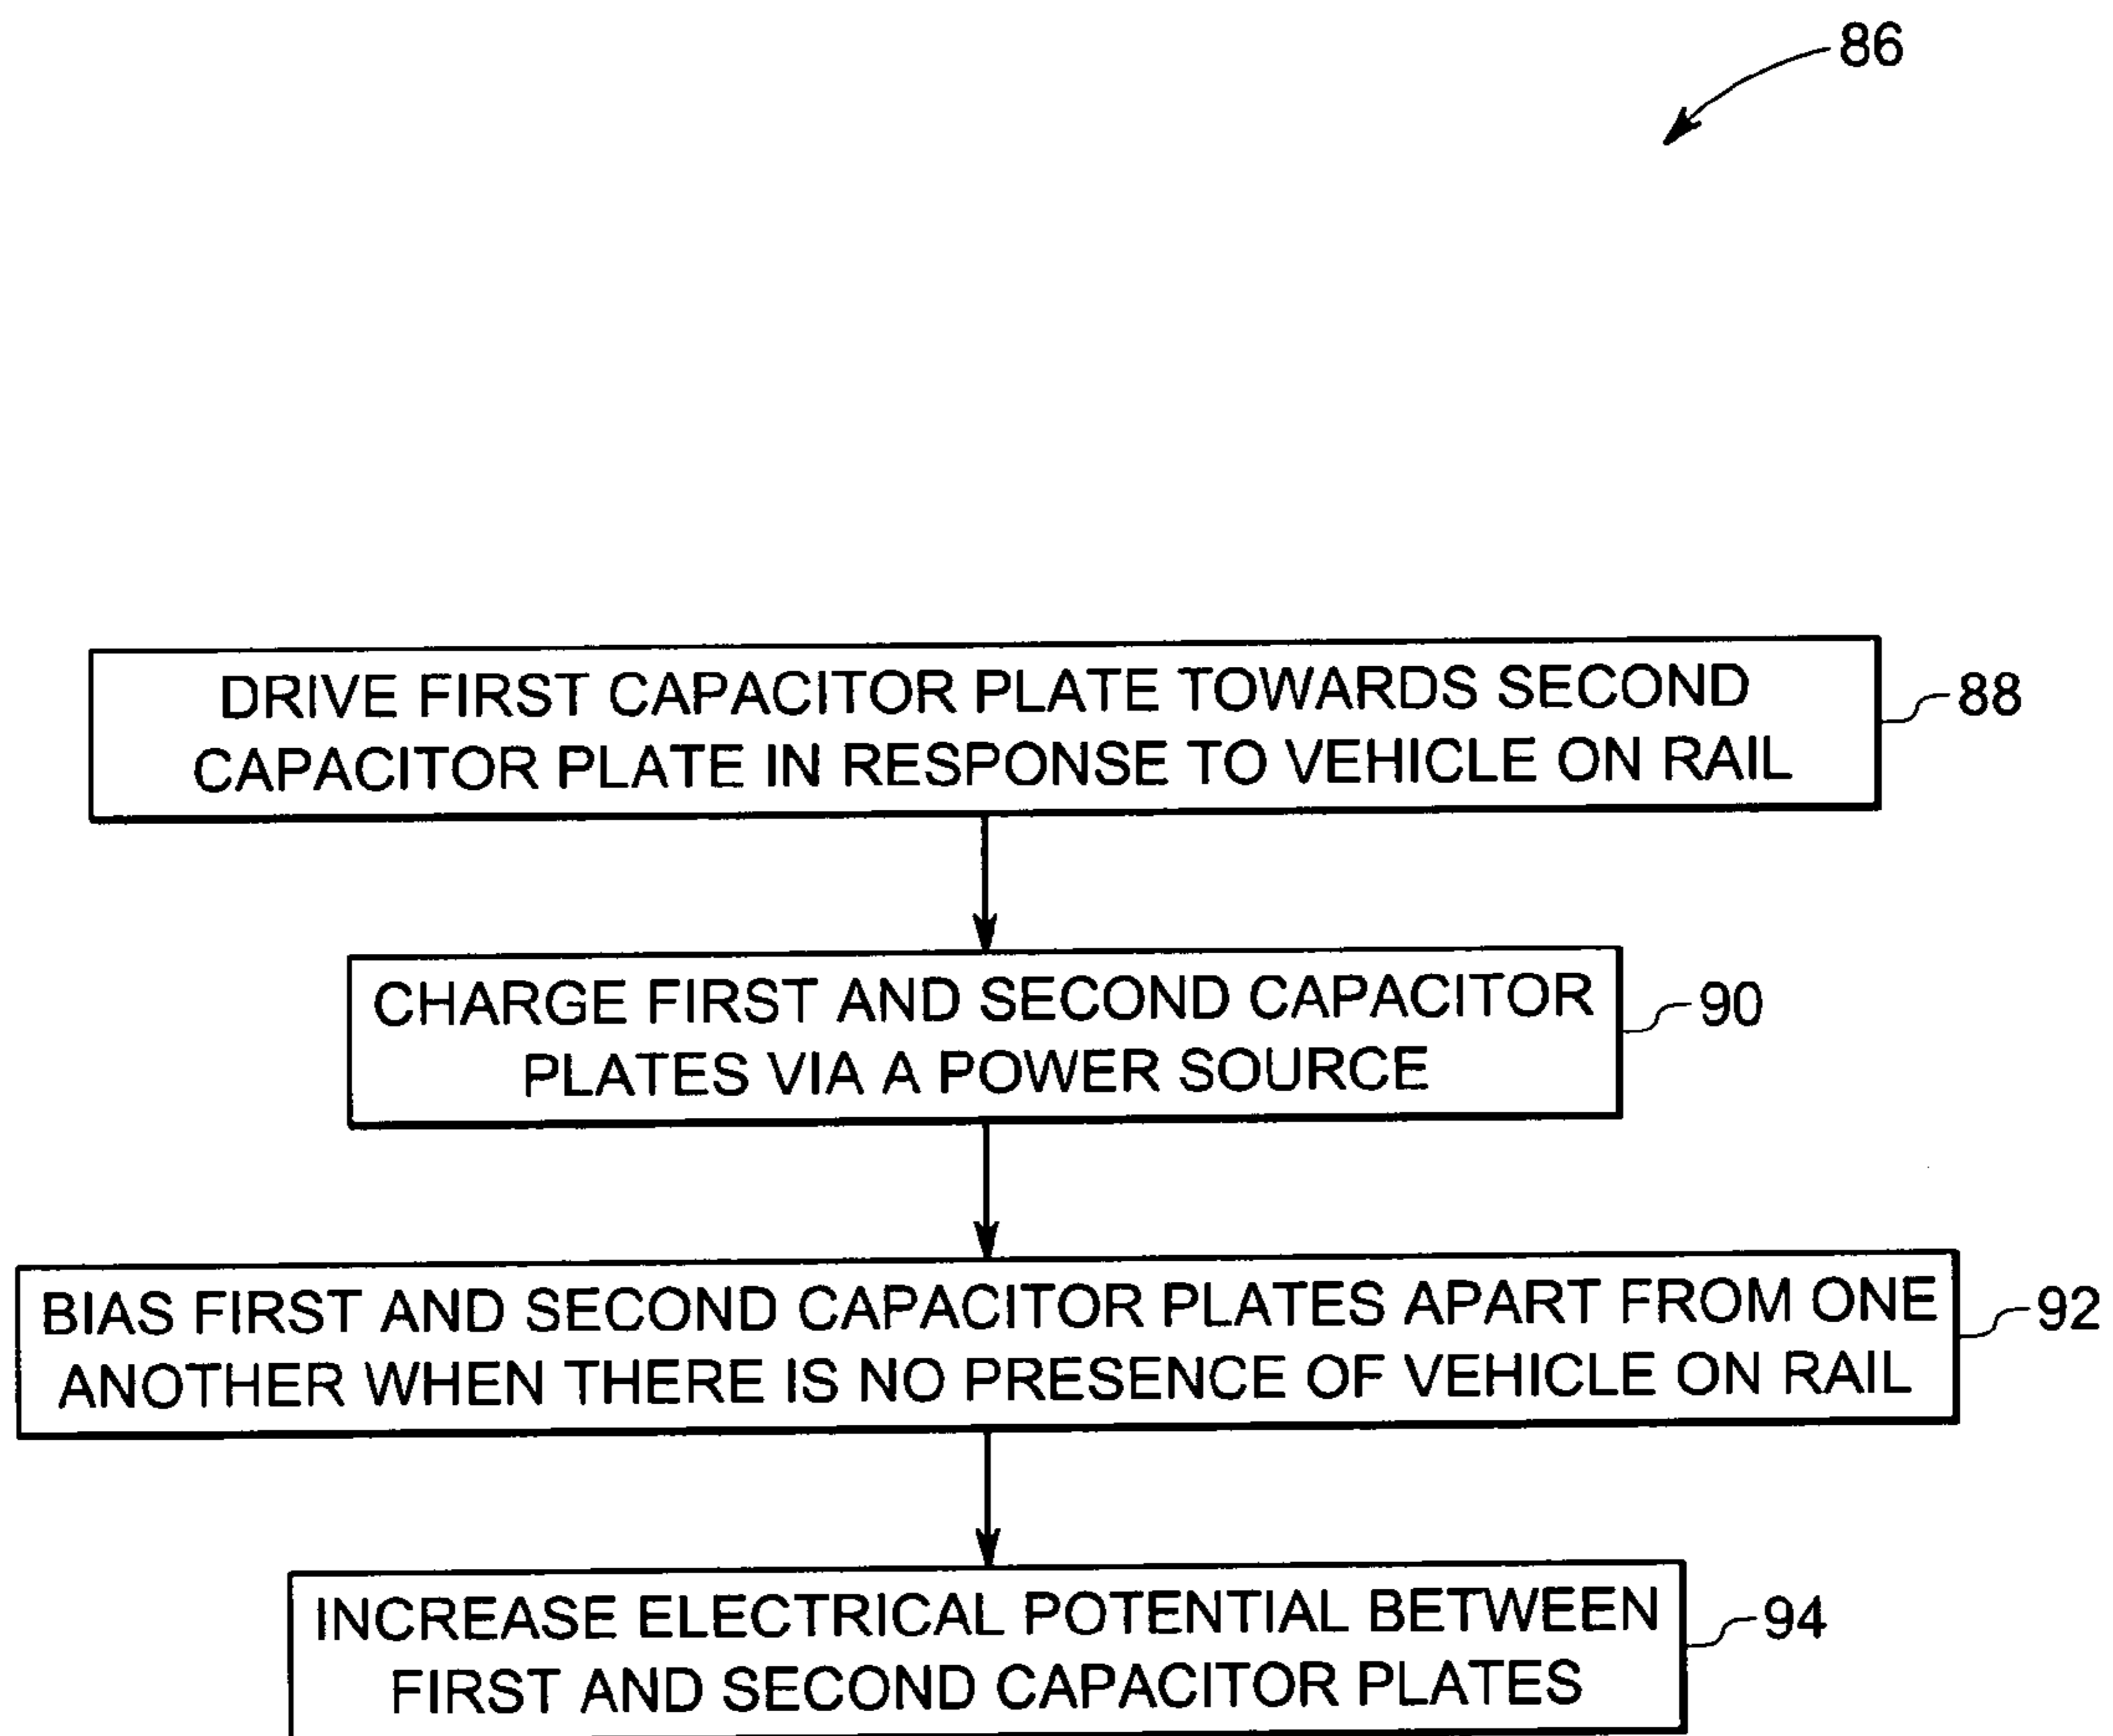 86
DRIVE FIRST CAPACITOR PLATE TOWARDS SECOND
CAPACITOR PLATE IN RESPONSE TO VEHICLE ON RAIL
88
CHARGE FIRST AND SECOND CAPACITOR
PLATES VIA A POWER SOURCE
90
BIAS FIRST AND SECOND CAPACITOR PLATES APART FROM ONE
ANOTHER WHEN THERE IS NO PRESENCE OF VEHICLE ON RAIL
92
INCREASE ELECTRICAL POTENTIAL BETWEEN
FIRST AND SECOND CAPACITOR PLATES
94